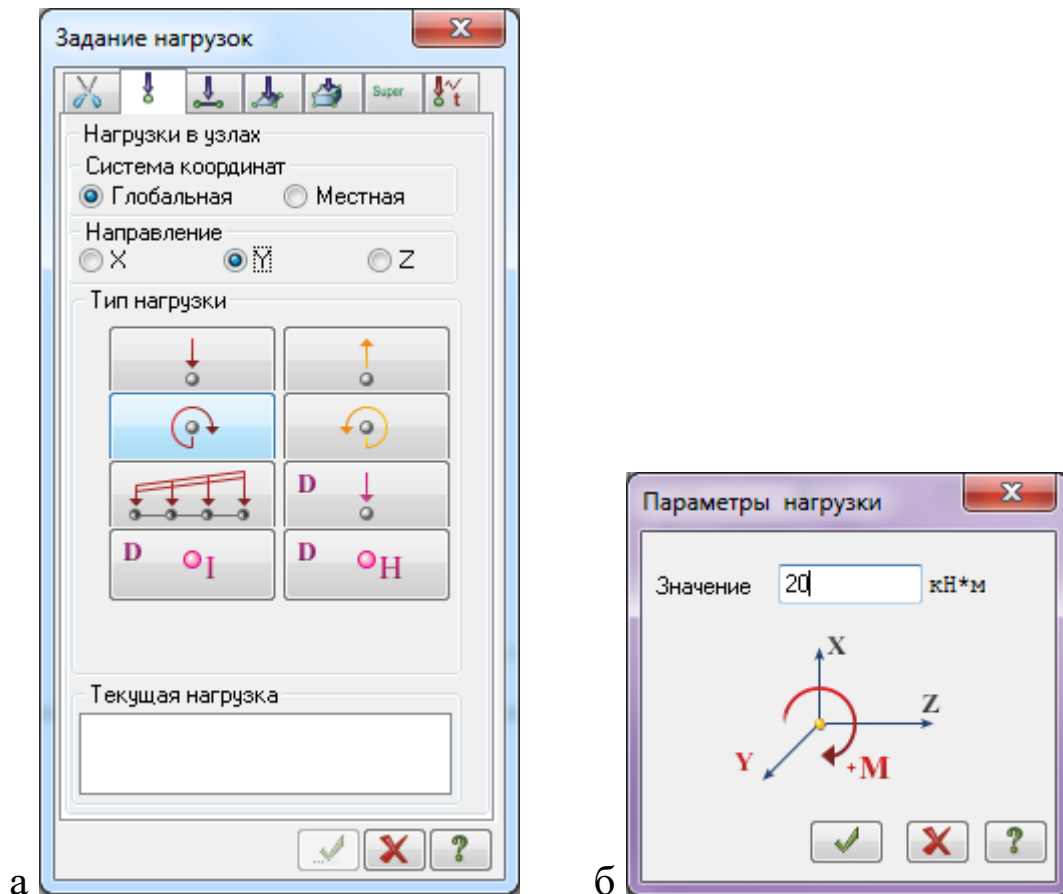 Задание нагрузок
Super
t
Нагрузки в узлах
Система координат
Глобальная Местная
Направление
X Y Z
Тип нагрузки
D
D I D H
Текущая нагрузка
?
а
Параметры нагрузки
Значение 20 кН*м
X
Z
Y +M
?
б